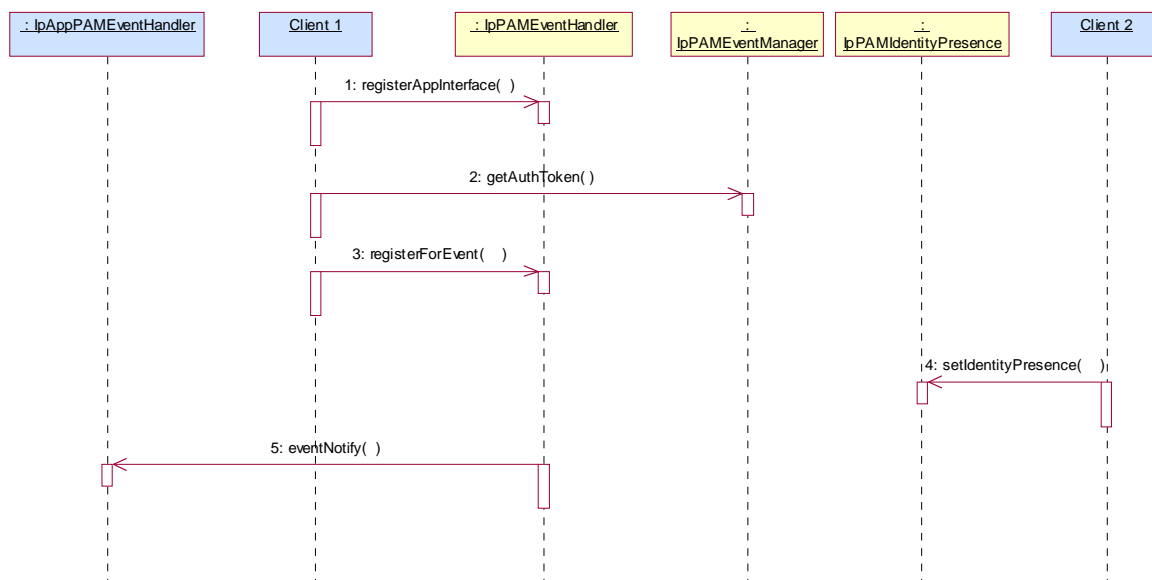 : IpAppPAMEventHandler
Client 1
: IpPAMEventHandler
:
IpPAMEventManager
:
IpPAMIdentityPresence
Client 2
1: registerAppInterface( )
2: getAuthToken( )
3: registerForEvent( )
4: setIdentityPresence( )
5: eventNotify( )